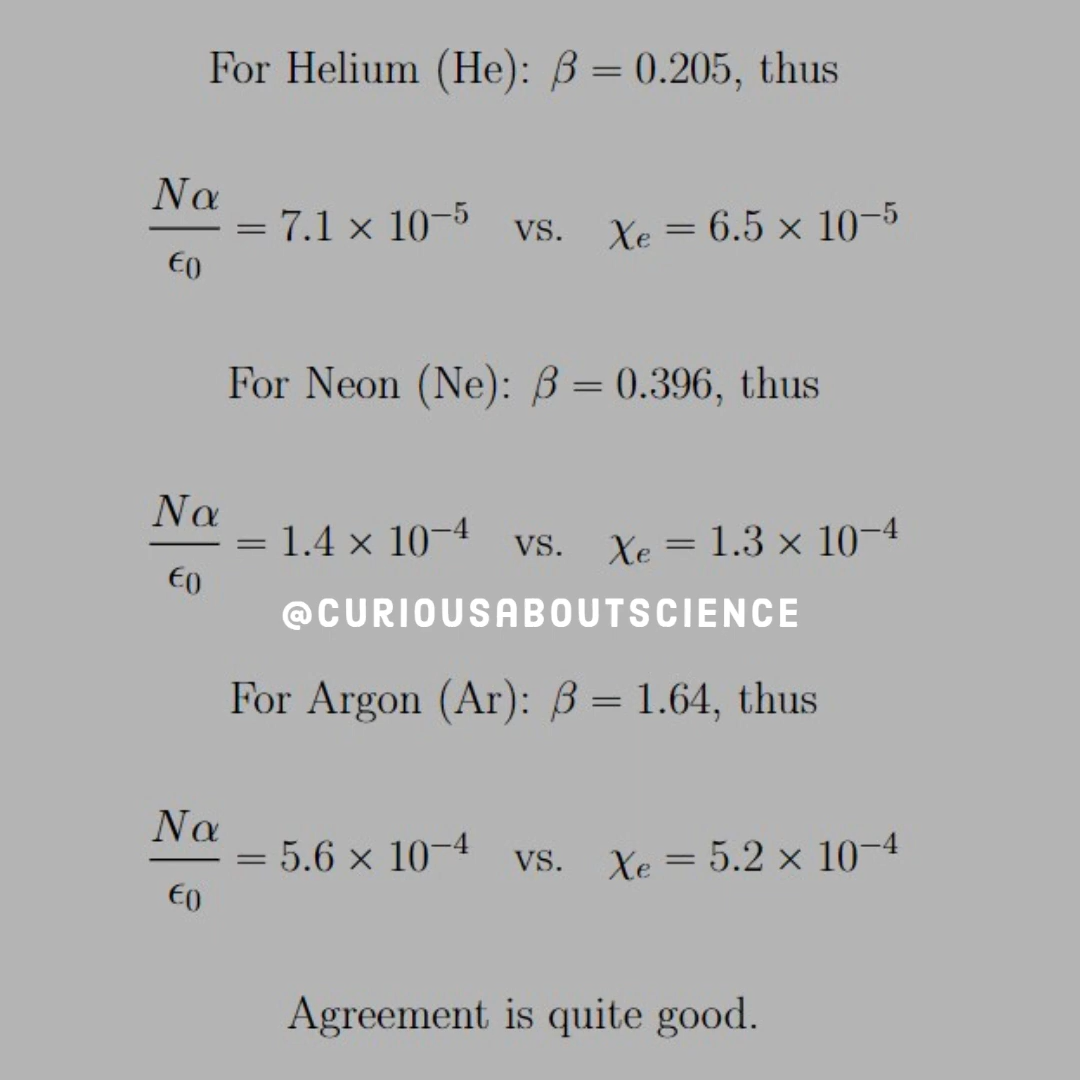 For Helium (He): β = 0.205, thus
Nα/ϵ₀ = 7.1 × 10⁻⁵ vs. χₑ = 6.5 × 10⁻⁵
For Neon (Ne): β = 0.396, thus
Nα/ϵ₀ = 1.4 × 10⁻⁴ vs. χₑ = 1.3 × 10⁻⁴
@CURIOUSABOUTSCIENCE
For Argon (Ar): β = 1.64, thus
Nα/ϵ₀ = 5.6 × 10⁻⁴ vs. χₑ = 5.2 × 10⁻⁴
Agreement is quite good.